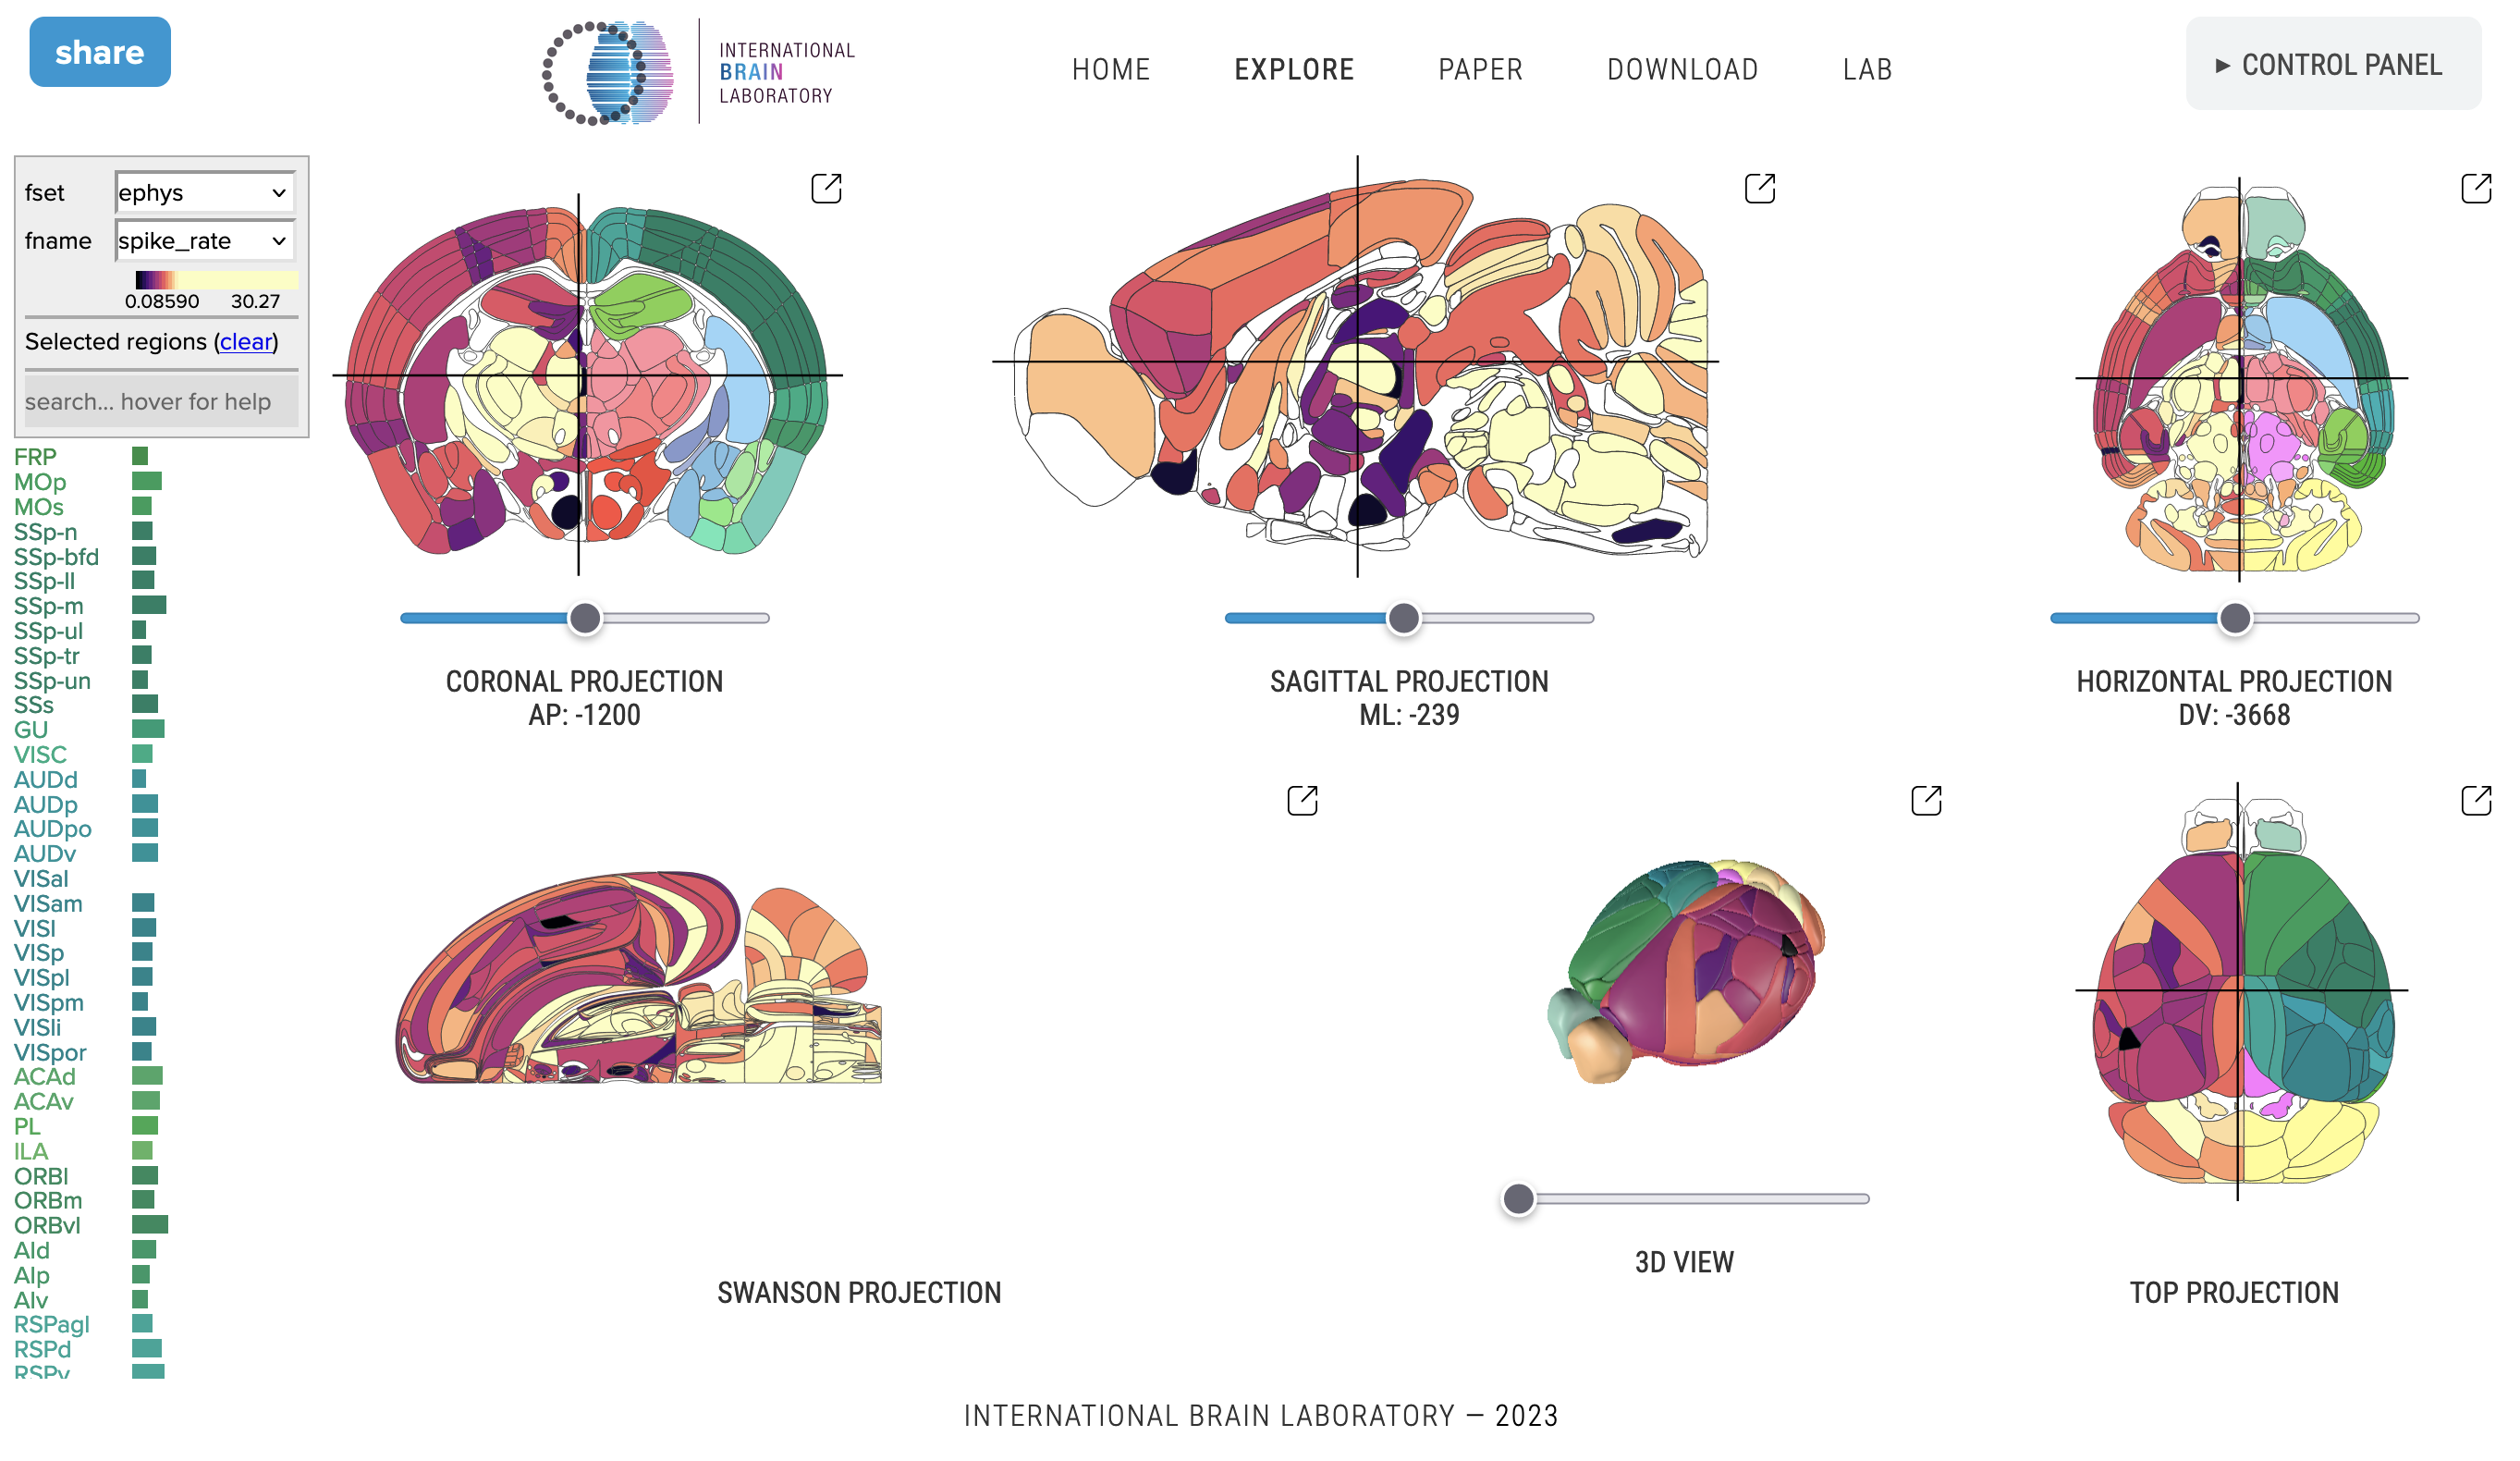 share
INTERNATIONAL
BRAIN
LABORATORY
HOME EXPLORE PAPER DOWNLOAD LAB
► CONTROL PANEL
fset ephys
fname spike_rate
0.08590 30.27
Selected regions (clear)
search... hover for help
FRP
MOp
MOs
SSp-n
SSp-bfd
SSp-ll
SSp-m
SSp-ul
SSp-tr
SSp-un
SSs
GU
VISC
AUDd
AUDp
AUDpo
AUDv
VISal
VISam
VISl
VISp
VISpl
VISpm
VISli
VISpor
ACAd
ACAv
PL
ILA
ORBl
ORBm
ORBvl
AId
AIp
AIv
RSPagl
RSPd
RSPv
CORONAL PROJECTION
AP: -1200
SAGITTAL PROJECTION
ML: -239
HORIZONTAL PROJECTION
DV: -3668
SWANSON PROJECTION
3D VIEW
TOP PROJECTION
INTERNATIONAL BRAIN LABORATORY — 2023